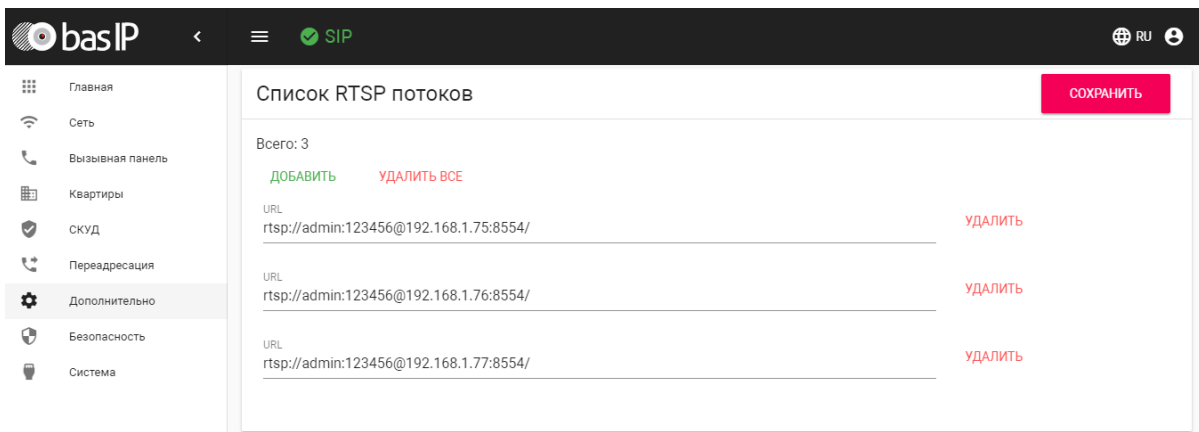 bas IP
SIP
RU
Главная
Сеть
Вызывная панель
Квартиры
СКУД
Переадресация
Дополнительно
Безопасность
Система
Список RTSP потоков
СОХРАНИТЬ
Всего: 3
ДОБАВИТЬ УДАЛИТЬ ВСЕ
URL
rtsp://admin:123456@192.168.1.75:8554/
УДАЛИТЬ
URL
rtsp://admin:123456@192.168.1.76:8554/
УДАЛИТЬ
URL
rtsp://admin:123456@192.168.1.77:8554/
УДАЛИТЬ